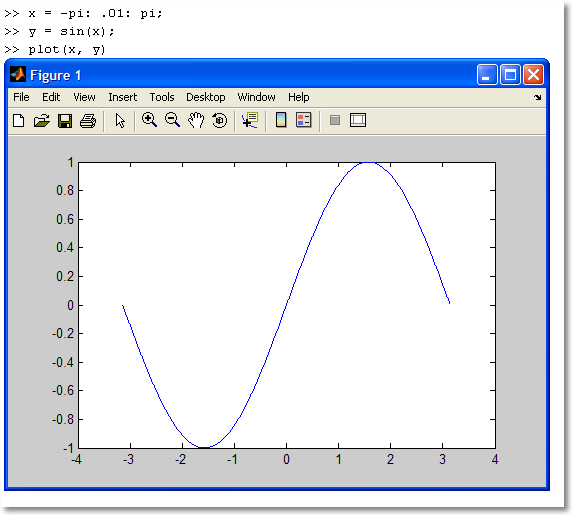 >> x = -pi: .01: pi;
>> y = sin(x);
>> plot(x, y)
Figure 1
File Edit View Insert Tools Desktop Window Help
1
0.8
0.6
0.4
0.2
0
-0.2
-0.4
-0.6
-0.8
-1
-4 -3 -2 -1 0 1 2 3 4